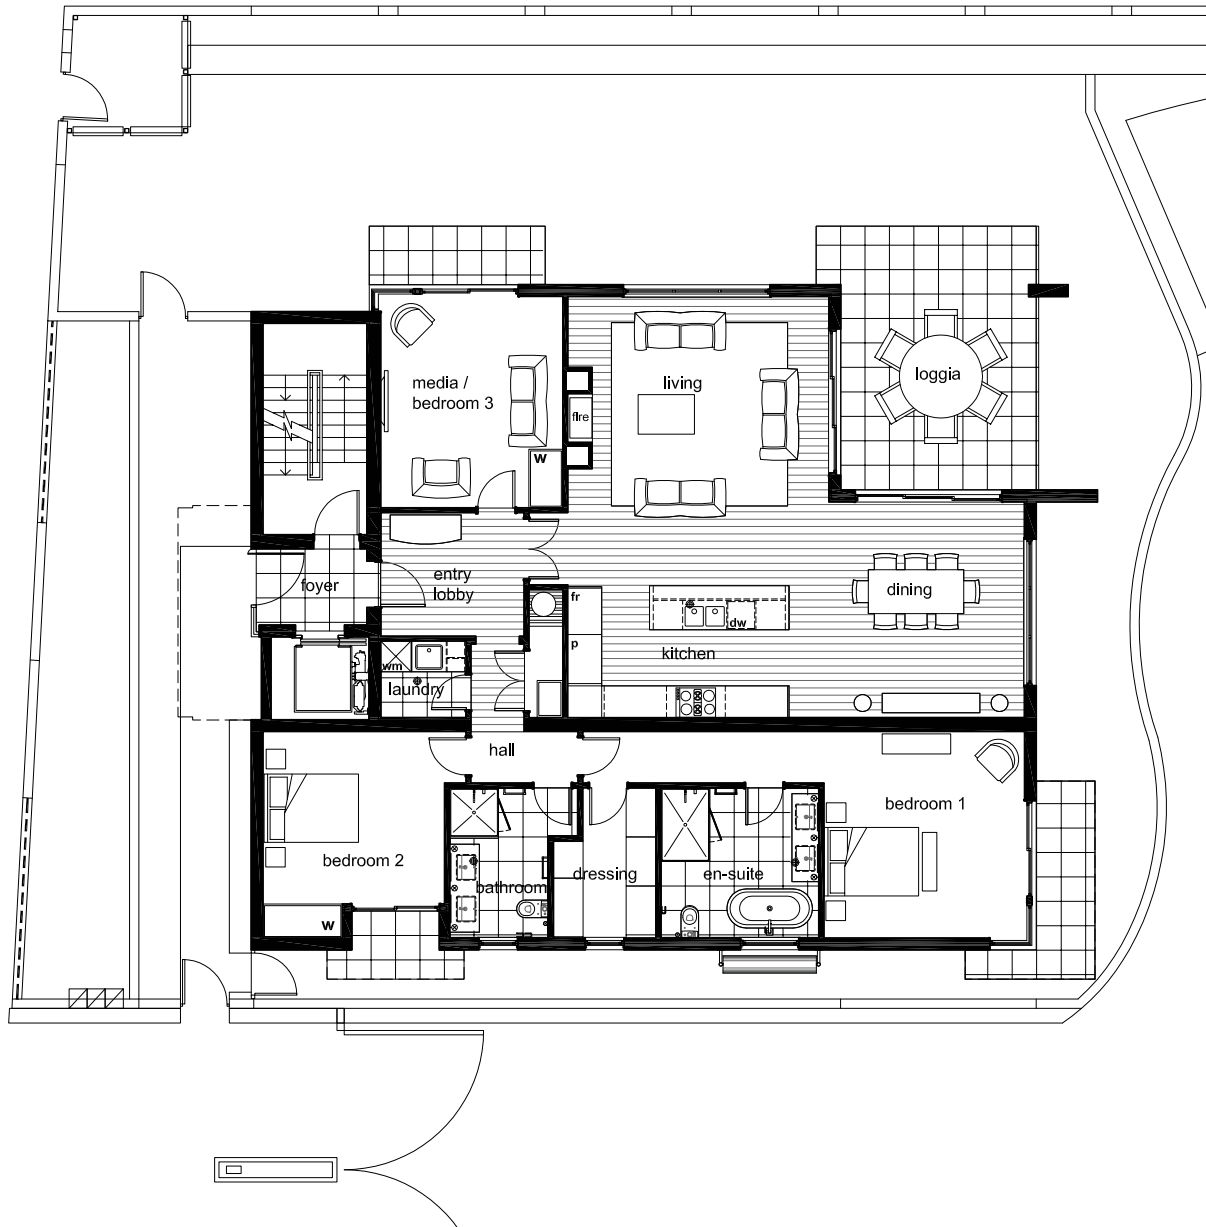 media /
bedroom 3
living
loggia
fire
W
entry
lobby
foyer
fr
dw
p
dining
kitchen
wm
laundry
hall
bedroom 1
bedroom 2
bathroom
dressing
en-suite
W